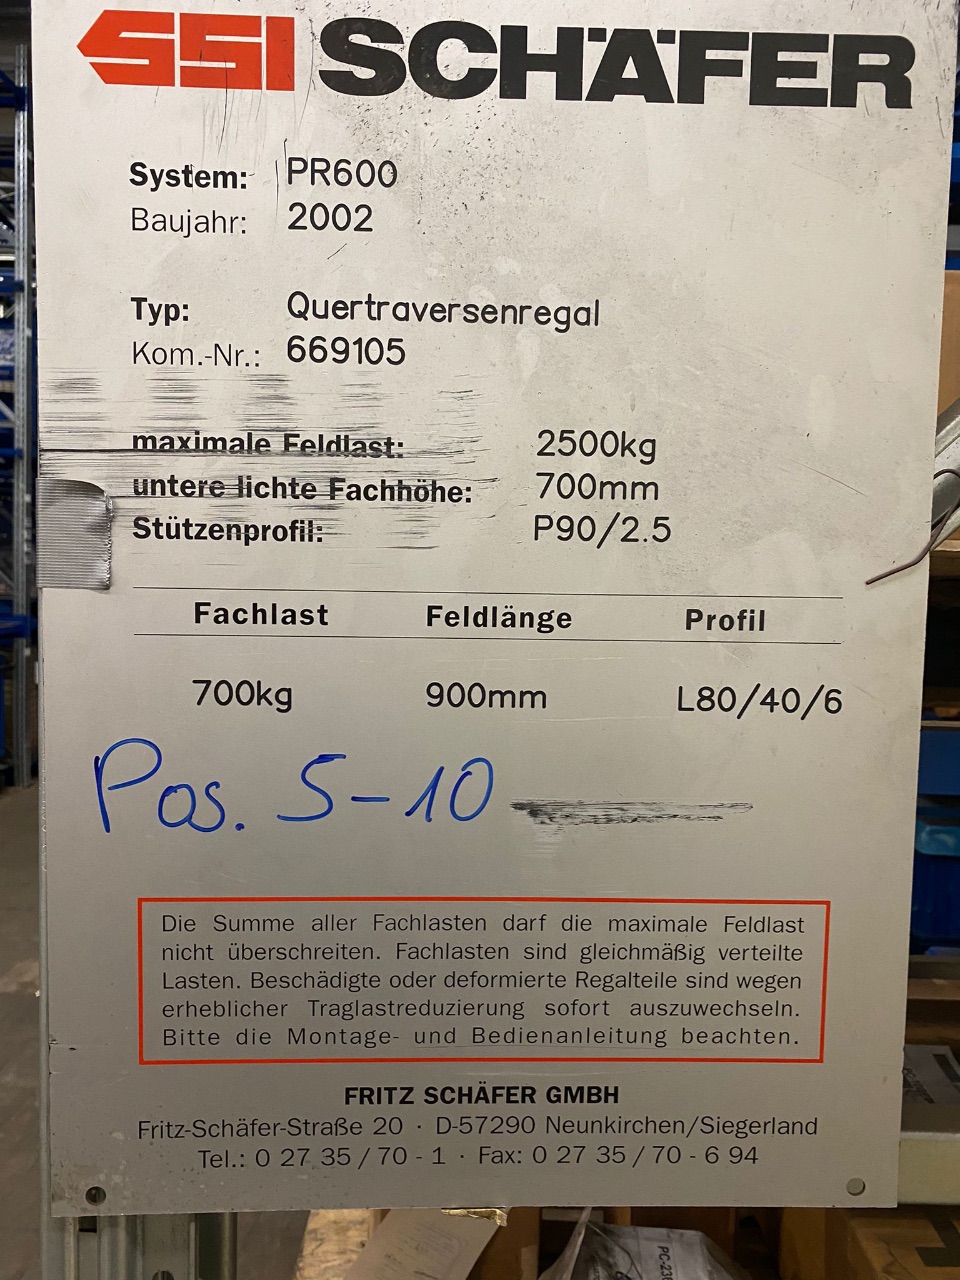 SSI SCHÄFER
System: PR600
Baujahr: 2002
Typ: Quertraversenregal
Kom.-Nr.: 669105
maximale Feldlast: 2500kg
untere lichte Fachhöhe: 700mm
Stützenprofil: P90/2.5
Fachlast Feldlänge Profil
700kg 900mm L80/40/6
Pos. 5-10
Die Summe aller Fachlasten darf die maximale Feldlast
nicht überschreiten. Fachlasten sind gleichmäßig verteilte
Lasten. Beschädigte oder deformierte Regalteile sind wegen
erheblicher Traglastreduzierung sofort auszuwechseln.
Bitte die Montage- und Bedienanleitung beachten.
FRITZ SCHÄFER GMBH
Fritz-Schäfer-Straße 20 · D-57290 Neunkirchen/Siegerland
Tel.: 0 27 35 / 70 - 1 · Fax: 0 27 35 / 70 - 6 94